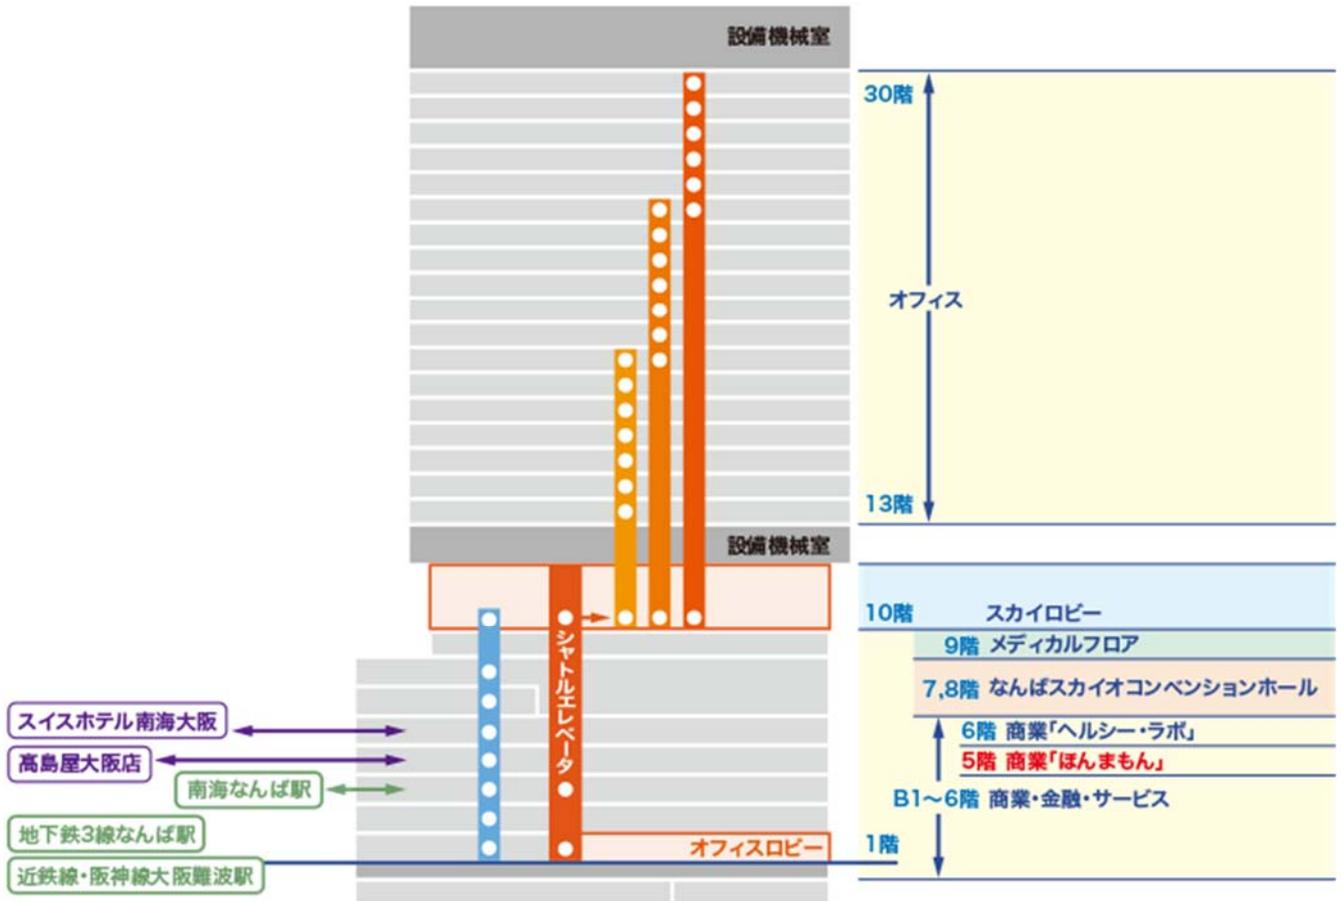 設備機械室
30階
オフィス
13階
設備機械室
10階 スカイロビー
9階 メディカルフロア
7,8階 なんばスカイオコンベンションホール
6階 商業「ヘルシー・ラボ」
5階 商業「ほんまもん」
B1〜6階 商業・金融・サービス
1階
シャトルエレベータ
オフィスロビー
スイスホテル南海大阪
髙島屋大阪店
南海なんば駅
地下鉄3線なんば駅
近鉄線・阪神線大阪難波駅